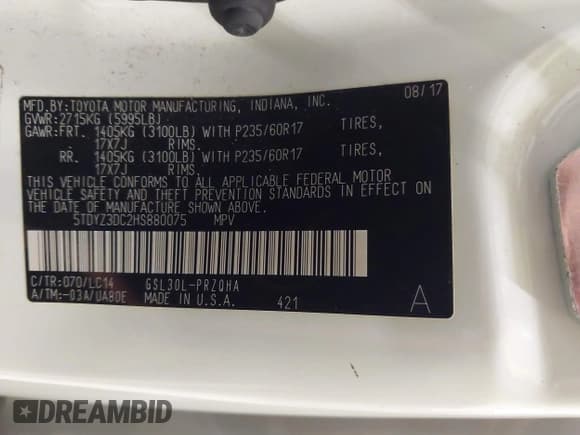 MFD.BY:TOYOTA MOTOR MANUFACTURING, INDIANA, INC. 08/17
GVWR:2715KG (5995LB)
GAWR:FRT. 1405KG (3100LB) WITH P235/60R17 TIRES,
17X7J RIMS.
RR. 1405KG (3100LB) WITH P235/60R17 TIRES,
17X7J RIMS.
THIS VEHICLE CONFORMS TO ALL APPLICABLE FEDERAL MOTOR
VEHICLE SAFETY AND THEFT PREVENTION STANDARDS IN EFFECT ON
THE DATE OF MANUFACTURE SHOWN ABOVE.
5TDYZ3DC2HS880075 MPV
C/TR:070/LC14 GSL30L-PRZQHA
A/TM:-03A/UA80E MADE IN U.S.A. 421 A
DREAMBID